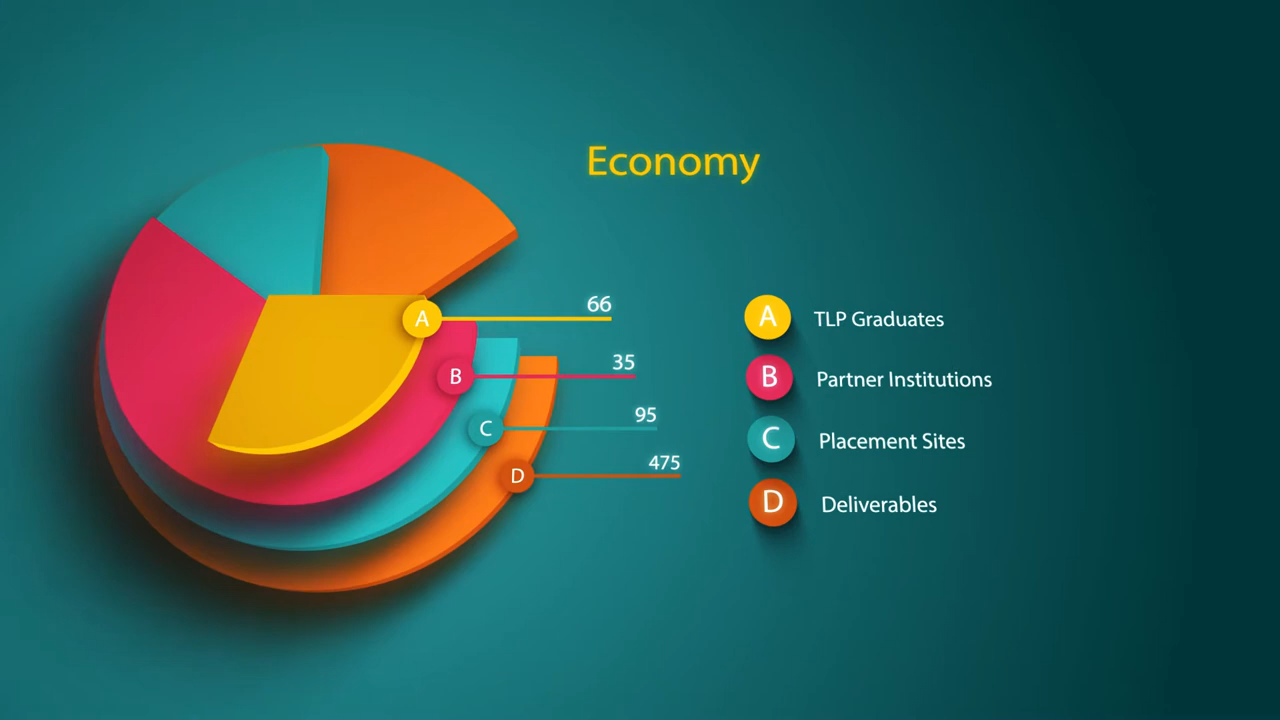 Economy
A 66
B 35
C 95
D 475
A TLP Graduates
B Partner Institutions
C Placement Sites
D Deliverables